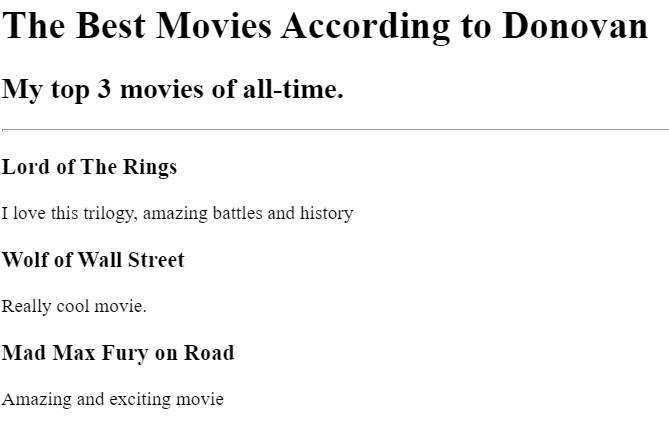 The Best Movies According to Donovan
My top 3 movies of all-time.
Lord of The Rings
I love this trilogy, amazing battles and history
Wolf of Wall Street
Really cool movie.
Mad Max Fury on Road
Amazing and exciting movie